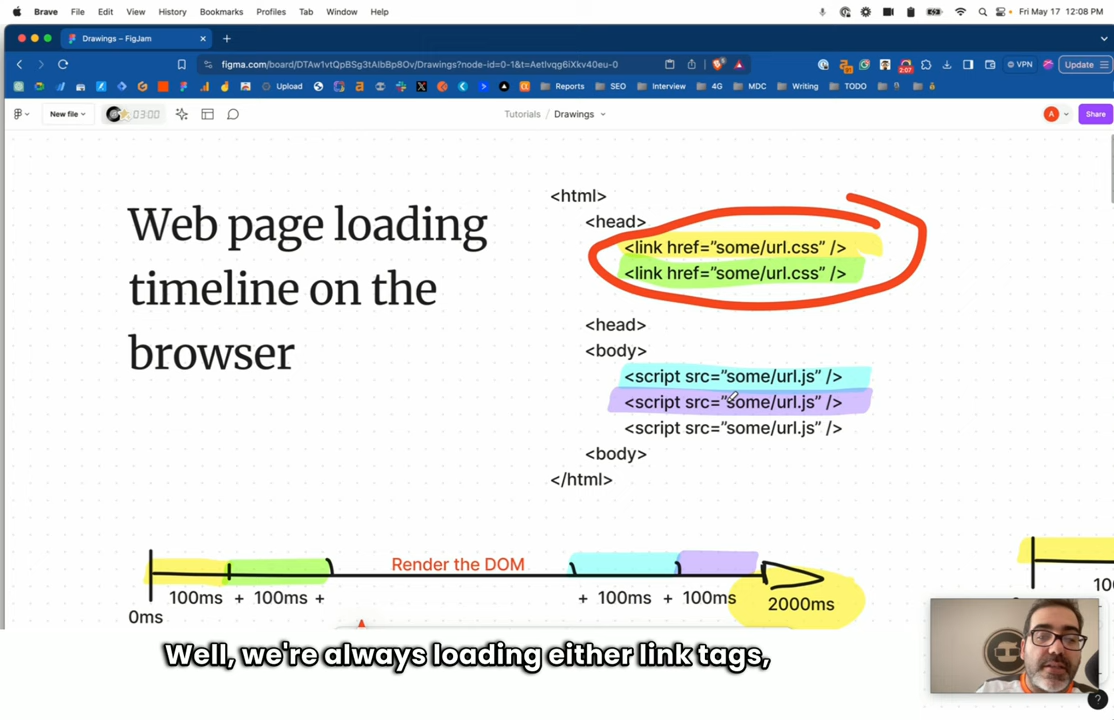 Brave File Edit View History Bookmarks Profiles Tab Window Help Fri May 17 12:08 PM
Drawings – FigJam
figma.com/board/DTAw1vtQpBSg3tAlbBp8Ov/Drawings?node-id=0-1&t=Aetlvqg6iXkv40eu-0 VPN Update
Upload Reports SEO Interview 4G MDC Writing TODO
New file 03:00 Tutorials / Drawings A Share
Web page loading
timeline on the
browser
<html>
<head>
<link href="some/url.css" />
<link href="some/url.css" />
<head>
<body>
<script src="some/url.js" />
<script src="some/url.js" />
<script src="some/url.js" />
<body>
</html>
Render the DOM
100ms + 100ms + + 100ms + 100ms 2000ms
0ms
Well, we're always loading either link tags,
?